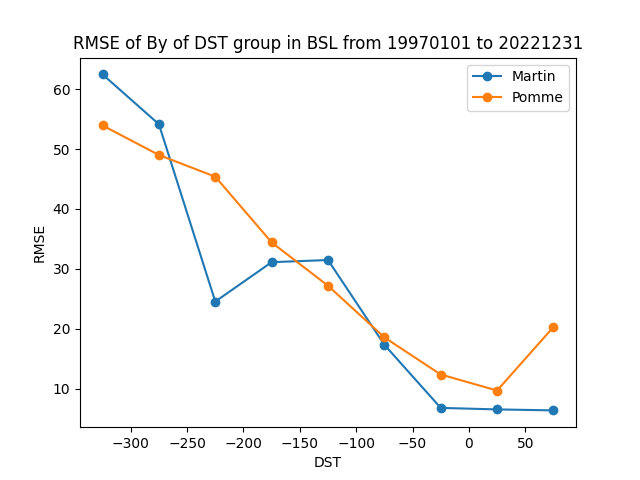 RMSE of By of DST group in BSL from 19970101 to 20221231
Martin
Pomme
60
50
40
30
20
10
RMSE
−300
−250
−200
−150
−100
−50
0
50
DST